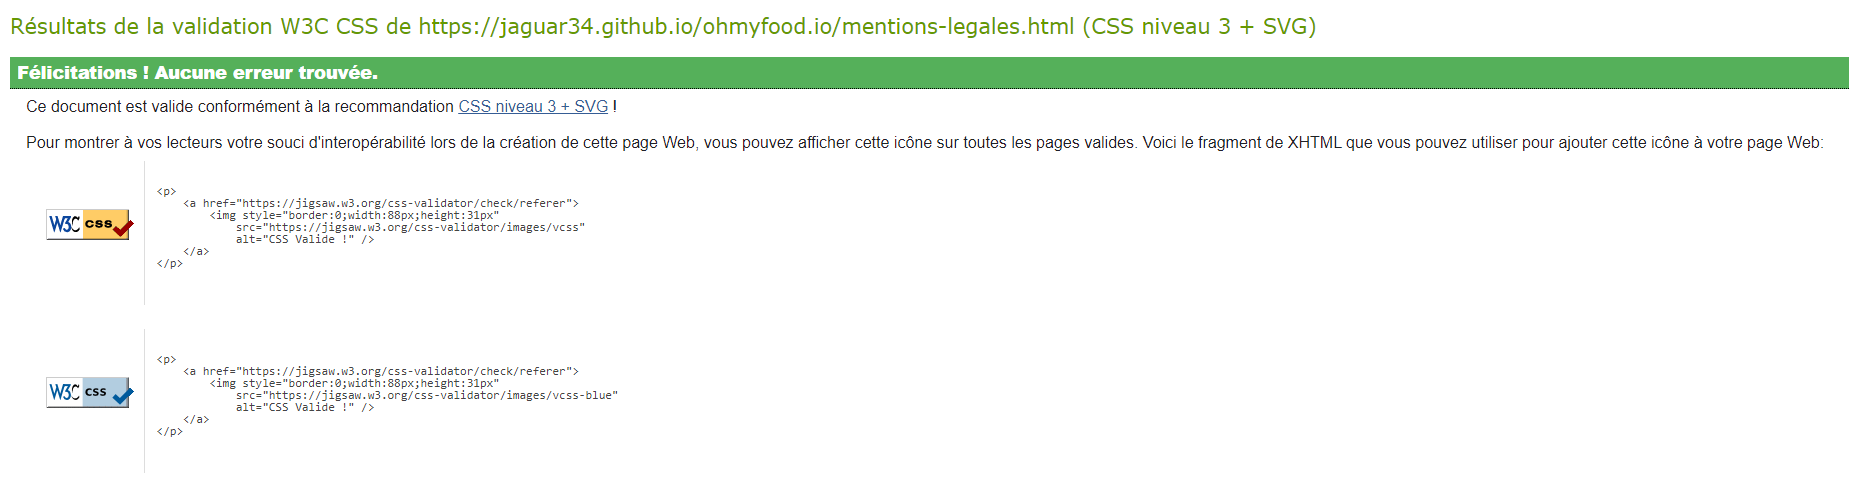 Résultats de la validation W3C CSS de https://jaguar34.github.io/ohmyfood.io/mentions-legales.html (CSS niveau 3 + SVG)
Félicitations ! Aucune erreur trouvée.
Ce document est valide conformément à la recommandation CSS niveau 3 + SVG !
Pour montrer à vos lecteurs votre souci d'interopérabilité lors de la création de cette page Web, vous pouvez afficher cette icône sur toutes les pages valides. Voici le fragment de XHTML que vous pouvez utiliser pour ajouter cette icône à votre page Web:
W3C css
<p>
<a href="https://jigsaw.w3.org/css-validator/check/referer">
<img style="border:0;width:88px;height:31px"
src="https://jigsaw.w3.org/css-validator/images/vcss"
alt="CSS Valide !" />
</a>
</p>
W3C css
<p>
<a href="https://jigsaw.w3.org/css-validator/check/referer">
<img style="border:0;width:88px;height:31px"
src="https://jigsaw.w3.org/css-validator/images/vcss-blue"
alt="CSS Valide !" />
</a>
</p>